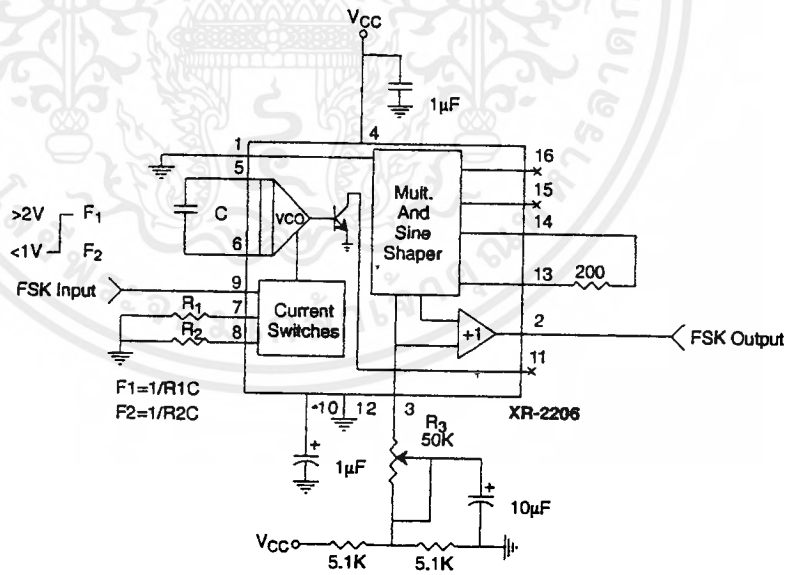 VCC
1µF
4
1
5
C
6
VCO
Mult.
And
Sine
Shaper
16
15
14
13
200
>2V F1
<1V F2
FSK Input
9
R1
7
R2
8
Current
Switches
+1
2
FSK Output
11
F1=1/R1C
F2=1/R2C
10
12
3
XR-2206
R3
50K
+
1µF
+
10µF
VCC
5.1K
5.1K